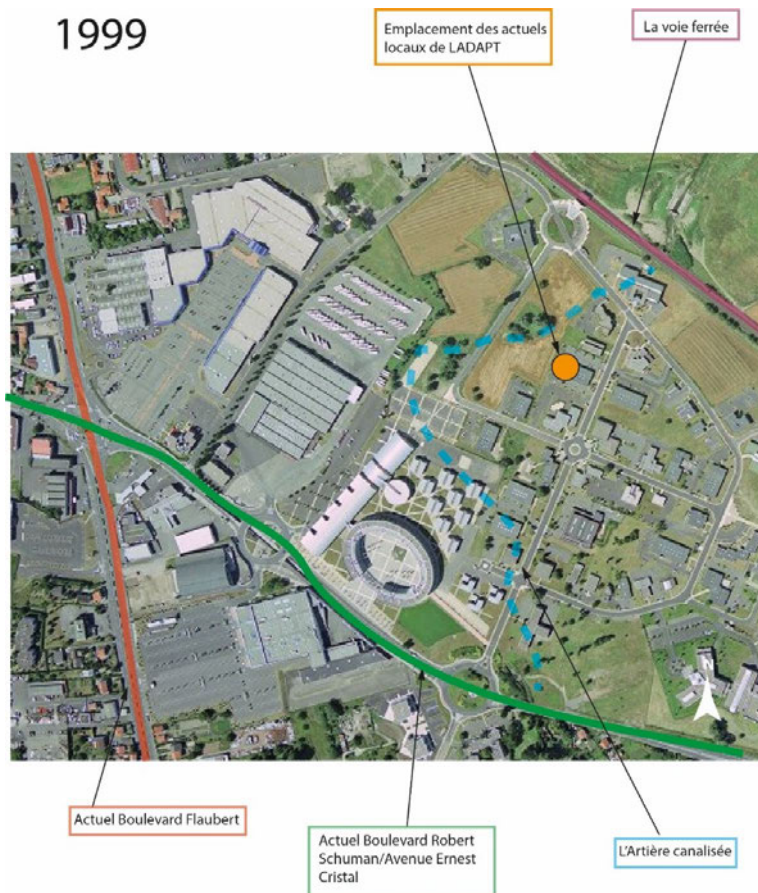 1999
Emplacement des actuels
locaux de LADAPT
La voie ferrée
Actuel Boulevard Flaubert
Actuel Boulevard Robert
Schuman/Avenue Ernest
Cristal
L'Artière canalisée